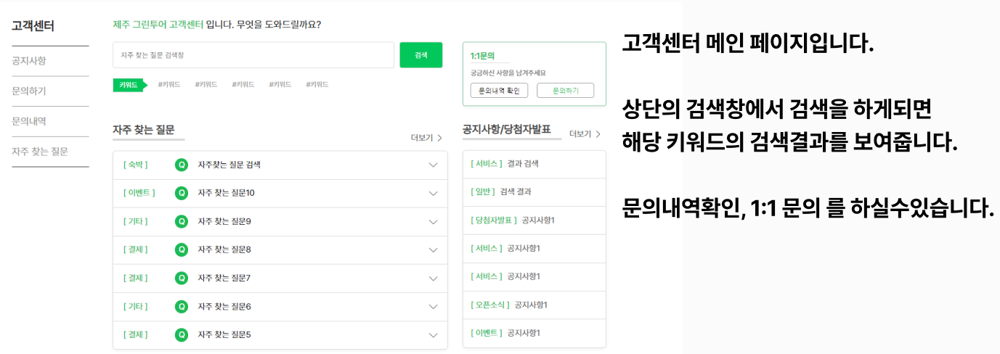 고객센터
공지사항
문의하기
문의내역
자주 찾는 질문
제주 그린투어 고객센터 입니다. 무엇을 도와드릴까요?
자주 찾는 질문 검색창
검색
키워드 #키워드 #키워드 #키워드 #키워드 #키워드
1:1문의
궁금하신 사항을 남겨주세요
문의내역 확인 문의하기
자주 찾는 질문
더보기 >
[ 숙박 ] Q 자주찾는 질문 검색
[ 이벤트 ] Q 자주 찾는 질문10
[ 기타 ] Q 자주 찾는 질문9
[ 결제 ] Q 자주 찾는 질문8
[ 결제 ] Q 자주 찾는 질문7
[ 기타 ] Q 자주 찾는 질문6
[ 결제 ] Q 자주 찾는 질문5
공지사항/당첨자발표
더보기 >
[ 서비스 ] 결과 검색
[ 일반 ] 검색 결과
[ 당첨자발표 ] 공지사항1
[ 서비스 ] 공지사항1
[ 서비스 ] 공지사항1
[ 오픈소식 ] 공지사항1
[ 이벤트 ] 공지사항1
고객센터 메인 페이지입니다.
상단의 검색창에서 검색을 하게되면
해당 키워드의 검색결과를 보여줍니다.
문의내역확인, 1:1 문의 를 하실수있습니다.